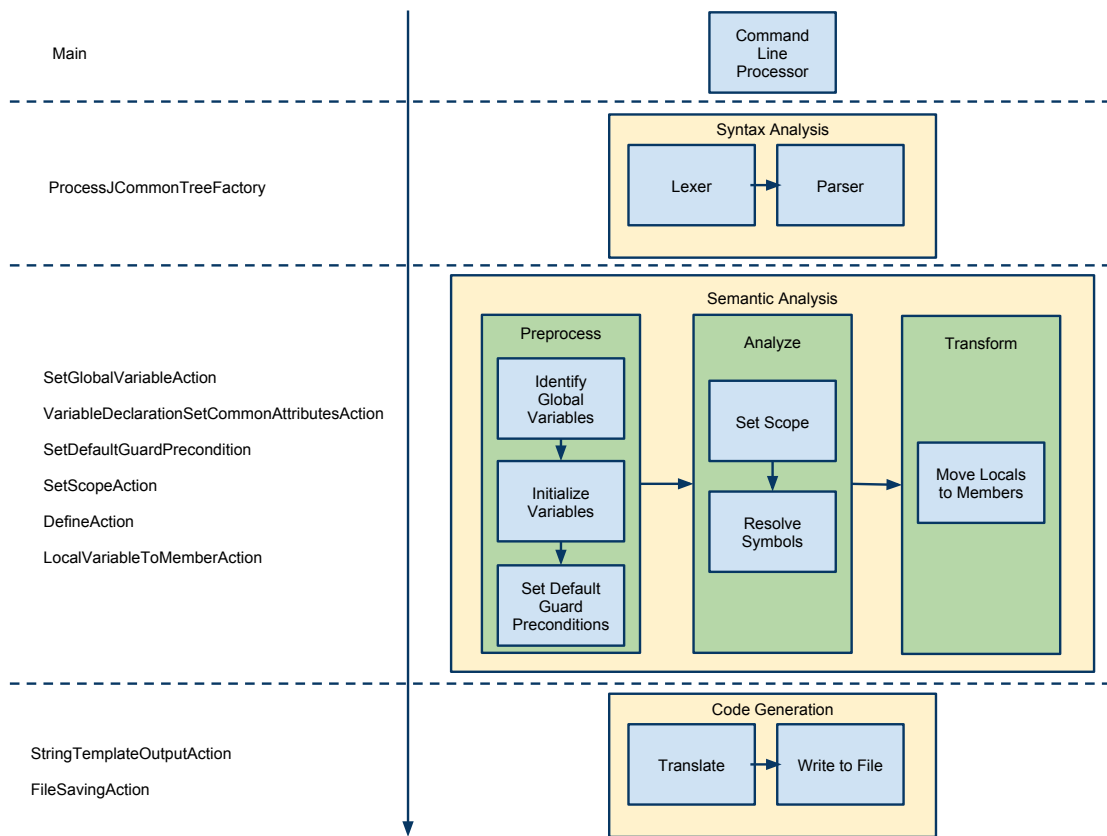 Main
Command
Line
Processor
ProcessJCommonTreeFactory
Syntax Analysis
Lexer
Parser
Semantic Analysis
SetGlobalVariableAction
VariableDeclarationSetCommonAttributesAction
SetDefaultGuardPrecondition
SetScopeAction
DefineAction
LocalVariableToMemberAction
Preprocess
Identify
Global
Variables
Initialize
Variables
Set Default
Guard
Preconditions
Analyze
Set Scope
Resolve
Symbols
Transform
Move Locals
to Members
Code Generation
StringTemplateOutputAction
FileSavingAction
Translate
Write to File